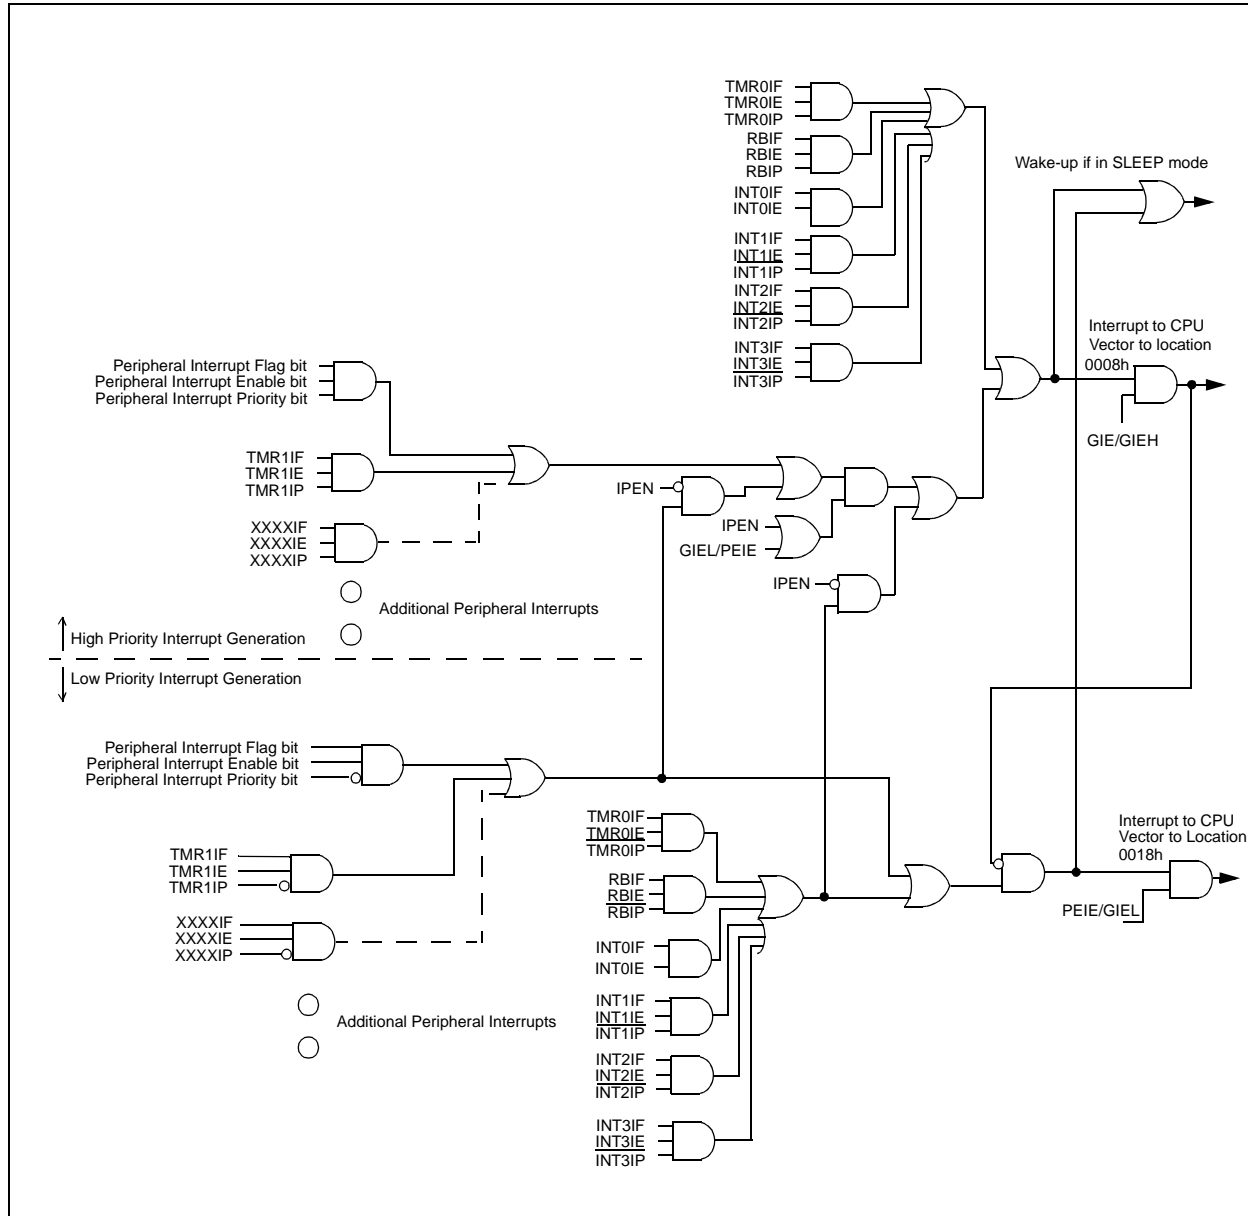 TMR0IF
TMR0IE
TMR0IP
RBIF
RBIE
RBIP
INT0IF
INT0IE
INT1IF
INT1IE
INT1IP
INT2IF
INT2IE
INT2IP
INT3IF
INT3IE
INT3IP
Wake-up if in SLEEP mode
Interrupt to CPU
Vector to location
0008h
GIE/GIEH
Peripheral Interrupt Flag bit
Peripheral Interrupt Enable bit
Peripheral Interrupt Priority bit
TMR1IF
TMR1IE
TMR1IP
XXXXIF
XXXXIE
XXXXIP
IPEN
IPEN
GIEL/PEIE
IPEN
Additional Peripheral Interrupts
High Priority Interrupt Generation
Low Priority Interrupt Generation
Peripheral Interrupt Flag bit
Peripheral Interrupt Enable bit
Peripheral Interrupt Priority bit
TMR1IF
TMR1IE
TMR1IP
XXXXIF
XXXXIE
XXXXIP
Additional Peripheral Interrupts
TMR0IF
TMR0IE
TMR0IP
RBIF
RBIE
RBIP
INT0IF
INT0IE
INT1IF
INT1IE
INT1IP
INT2IF
INT2IE
INT2IP
INT3IF
INT3IE
INT3IP
Interrupt to CPU
Vector to Location
0018h
PEIE/GIEL